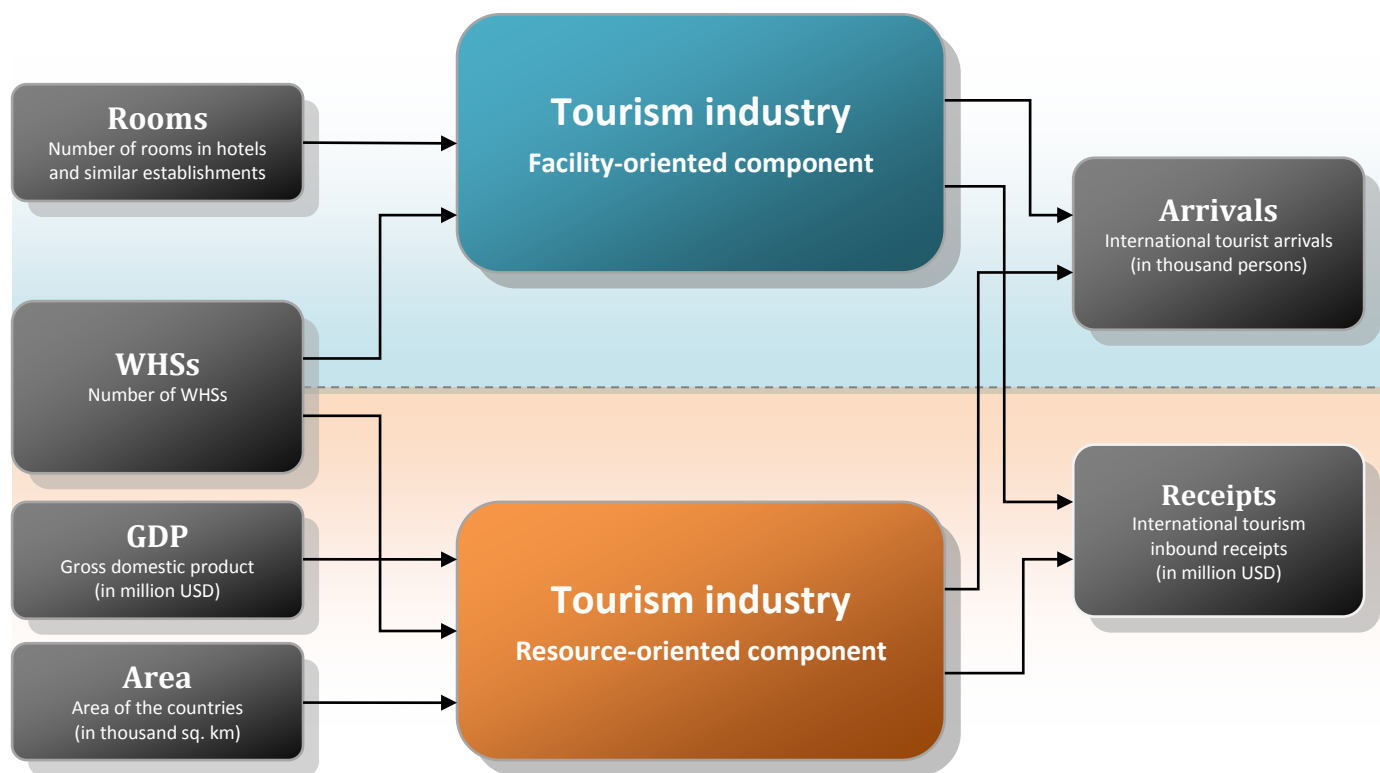 Rooms
Number of rooms in hotels
and similar establishments
WHSs
Number of WHSs
GDP
Gross domestic product
(in million USD)
Area
Area of the countries
(in thousand sq. km)
Tourism industry
Facility-oriented component
Tourism industry
Resource-oriented component
Arrivals
International tourist arrivals
(in thousand persons)
Receipts
International tourism
inbound receipts
(in million USD)